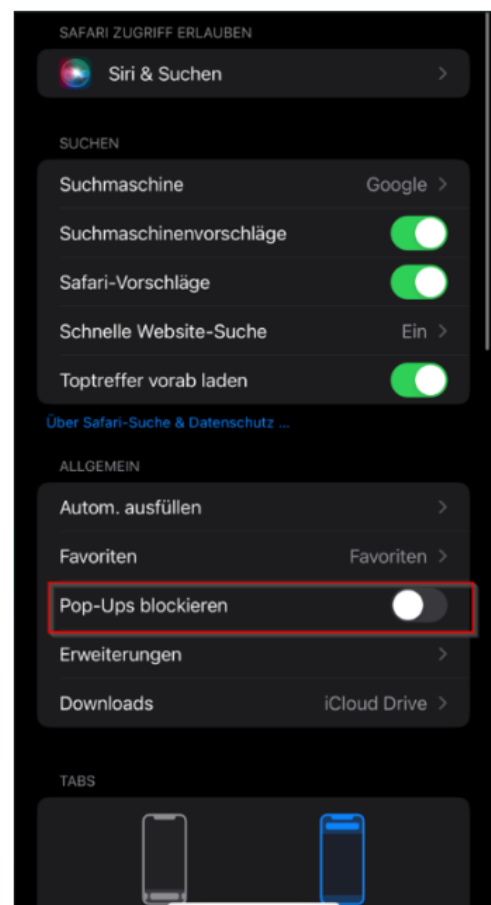 SAFARI ZUGRIFF ERLAUBEN
Siri & Suchen
SUCHEN
Suchmaschine Google
Suchmaschinenvorschläge
Safari-Vorschläge
Schnelle Website-Suche Ein
Toptreffer vorab laden
Über Safari-Suche & Datenschutz ...
ALLGEMEIN
Autom. ausfüllen
Favoriten Favoriten
Pop-Ups blockieren
Erweiterungen
Downloads iCloud Drive
TABS